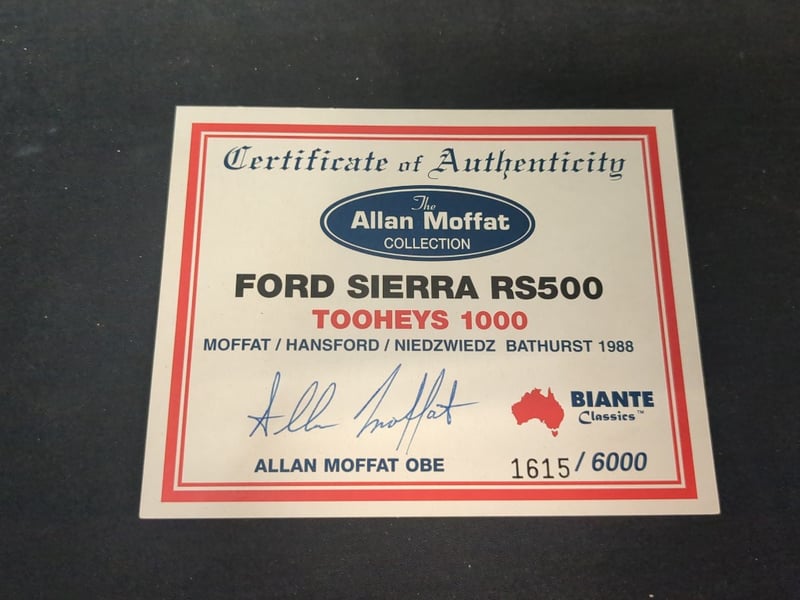 Certificate of Authenticity
The
Allan Moffat
COLLECTION
FORD SIERRA RS500
TOOHEYS 1000
MOFFAT / HANSFORD / NIEDZWIEDZ BATHURST 1988
Allan Moffat
BIANTE
Classics™
ALLAN MOFFAT OBE
1615 / 6000